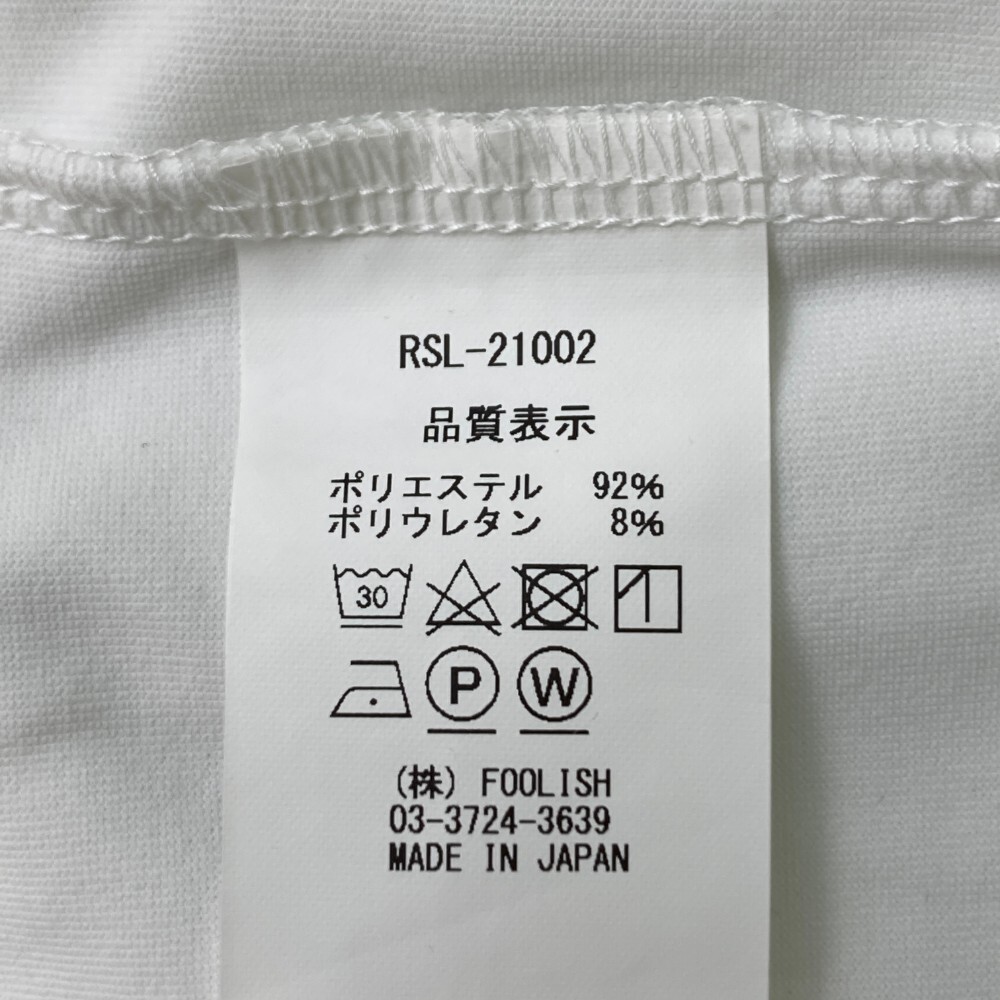 RSL-21002
品質表示
ポリエステル 92%
ポリウレタン 8%
30
P W
(株) FOOLISH
03-3724-3639
MADE IN JAPAN